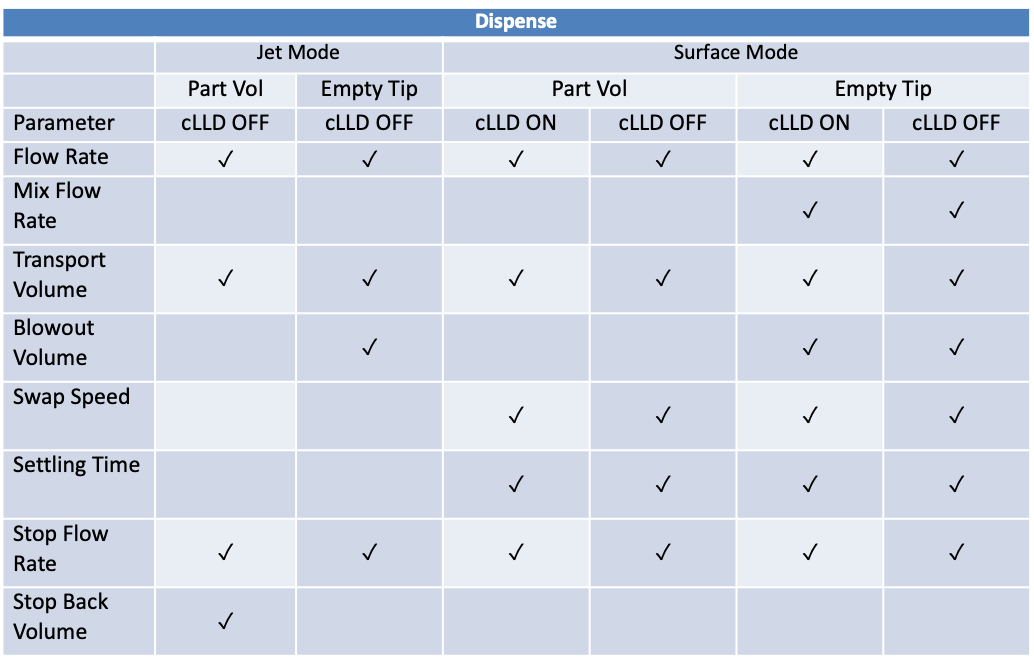 Dispense
Jet Mode Surface Mode
Part Vol Empty Tip Part Vol Empty Tip
Parameter cLLD OFF cLLD OFF cLLD ON cLLD OFF cLLD ON cLLD OFF
Flow Rate ✓ ✓ ✓ ✓ ✓ ✓
Mix Flow
Rate ✓ ✓
Transport
Volume ✓ ✓ ✓ ✓ ✓ ✓
Blowout
Volume ✓ ✓ ✓
Swap Speed ✓ ✓ ✓ ✓
Settling Time ✓ ✓ ✓ ✓
Stop Flow
Rate ✓ ✓ ✓ ✓ ✓ ✓
Stop Back
Volume ✓